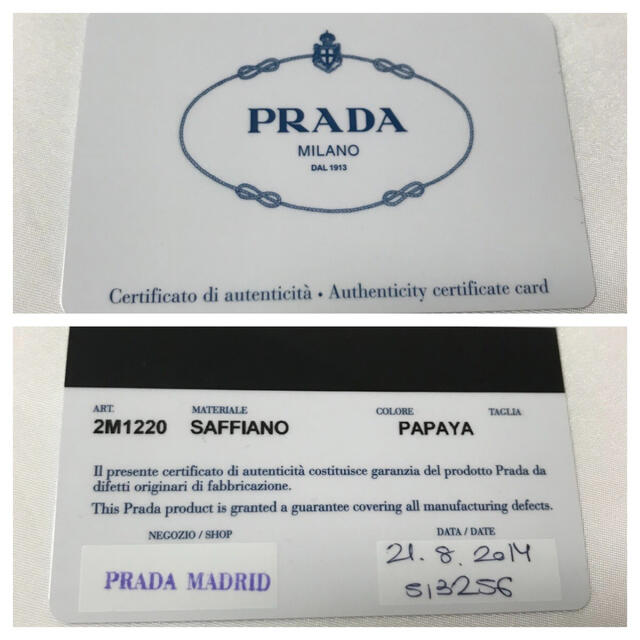 PRADA
MILANO
DAL 1913
Certificato di autenticità • Authenticity certificate card
ART. MATERIALE COLORE TAGLIA
2M1220 SAFFIANO PAPAYA
Il presente certificato di autenticità costituisce garanzia del prodotto Prada da
difetti originari di fabbricazione.
This Prada product is granted a guarantee covering all manufacturing defects.
NEGOZIO / SHOP DATA / DATE
PRADA MADRID 21.8.2014
513256